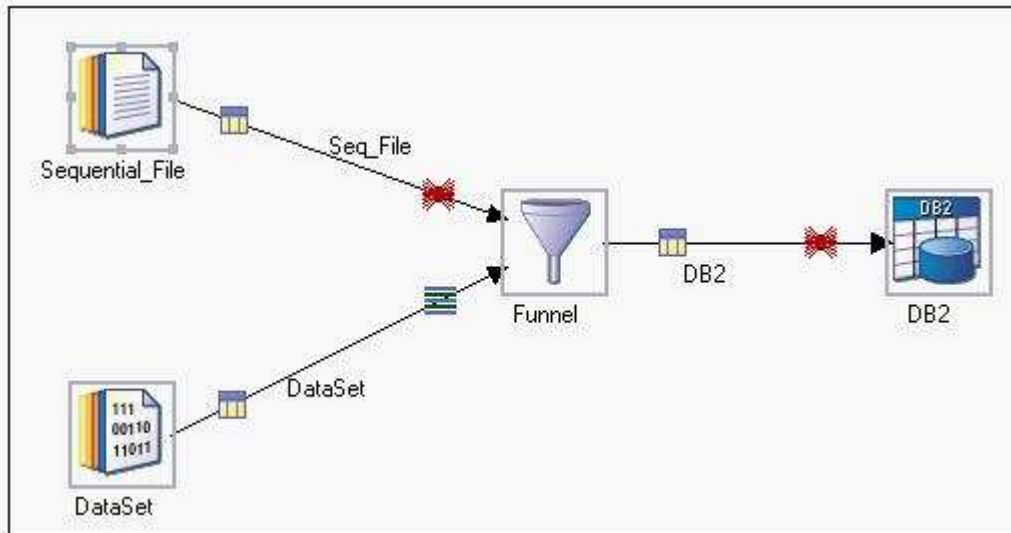 Sequential_File
Seq_File
DB2
Funnel
DB2
DB2
111
00110
11011
DataSet
DataSet